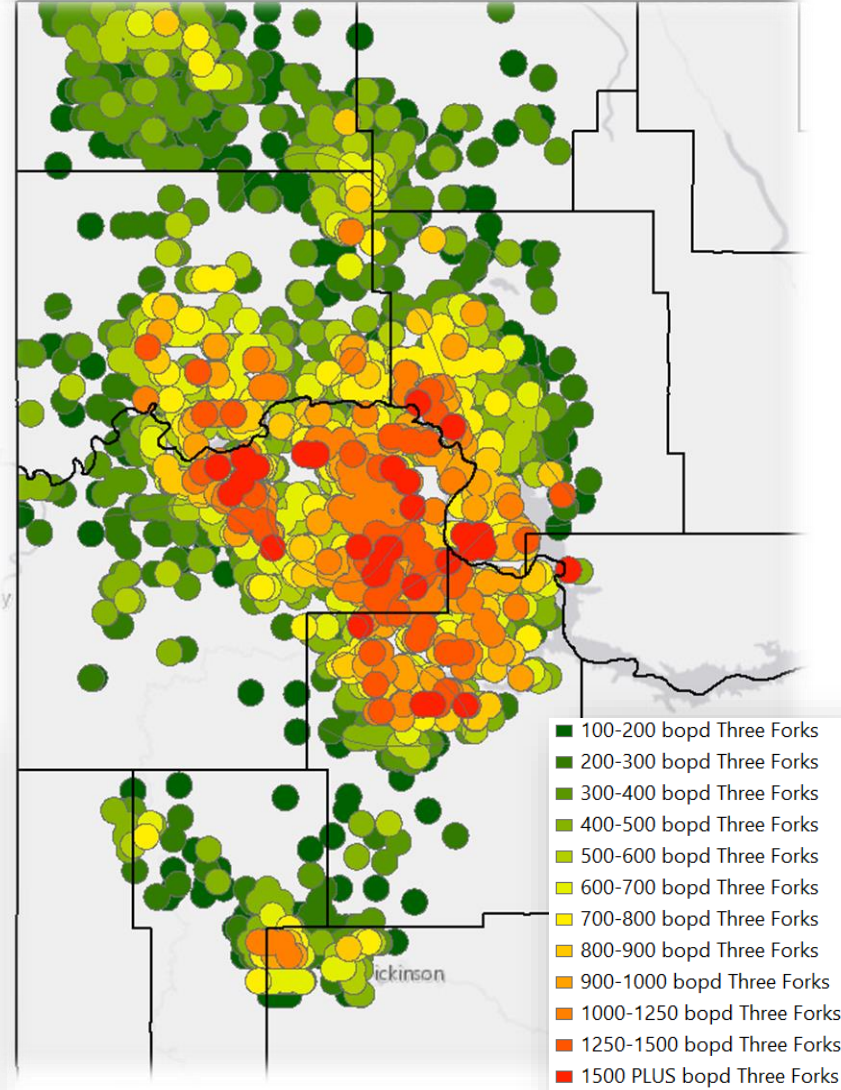 y
ickinson
100-200 bopd Three Forks
200-300 bopd Three Forks
300-400 bopd Three Forks
400-500 bopd Three Forks
500-600 bopd Three Forks
600-700 bopd Three Forks
700-800 bopd Three Forks
800-900 bopd Three Forks
900-1000 bopd Three Forks
1000-1250 bopd Three Forks
1250-1500 bopd Three Forks
1500 PLUS bopd Three Forks